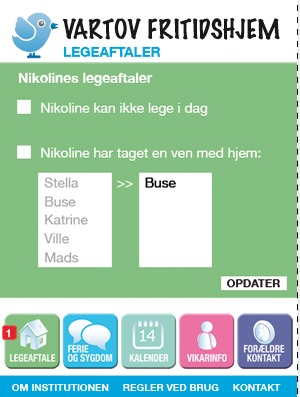 VARTOV FRITIDSHJEM
LEGEAFTALER
Nikolines legeaftaler
Nikoline kan ikke lege i dag
Nikoline har taget en ven med hjem:
Stella >> Buse
Buse
Katrine
Ville
Mads
OPDATER
1
LEGEAFTALE
FERIE
OG SYGDOM
14
KALENDER
VIKARINFO
FORÆLDRE
KONTAKT
OM INSTITUTIONEN REGLER VED BRUG KONTAKT